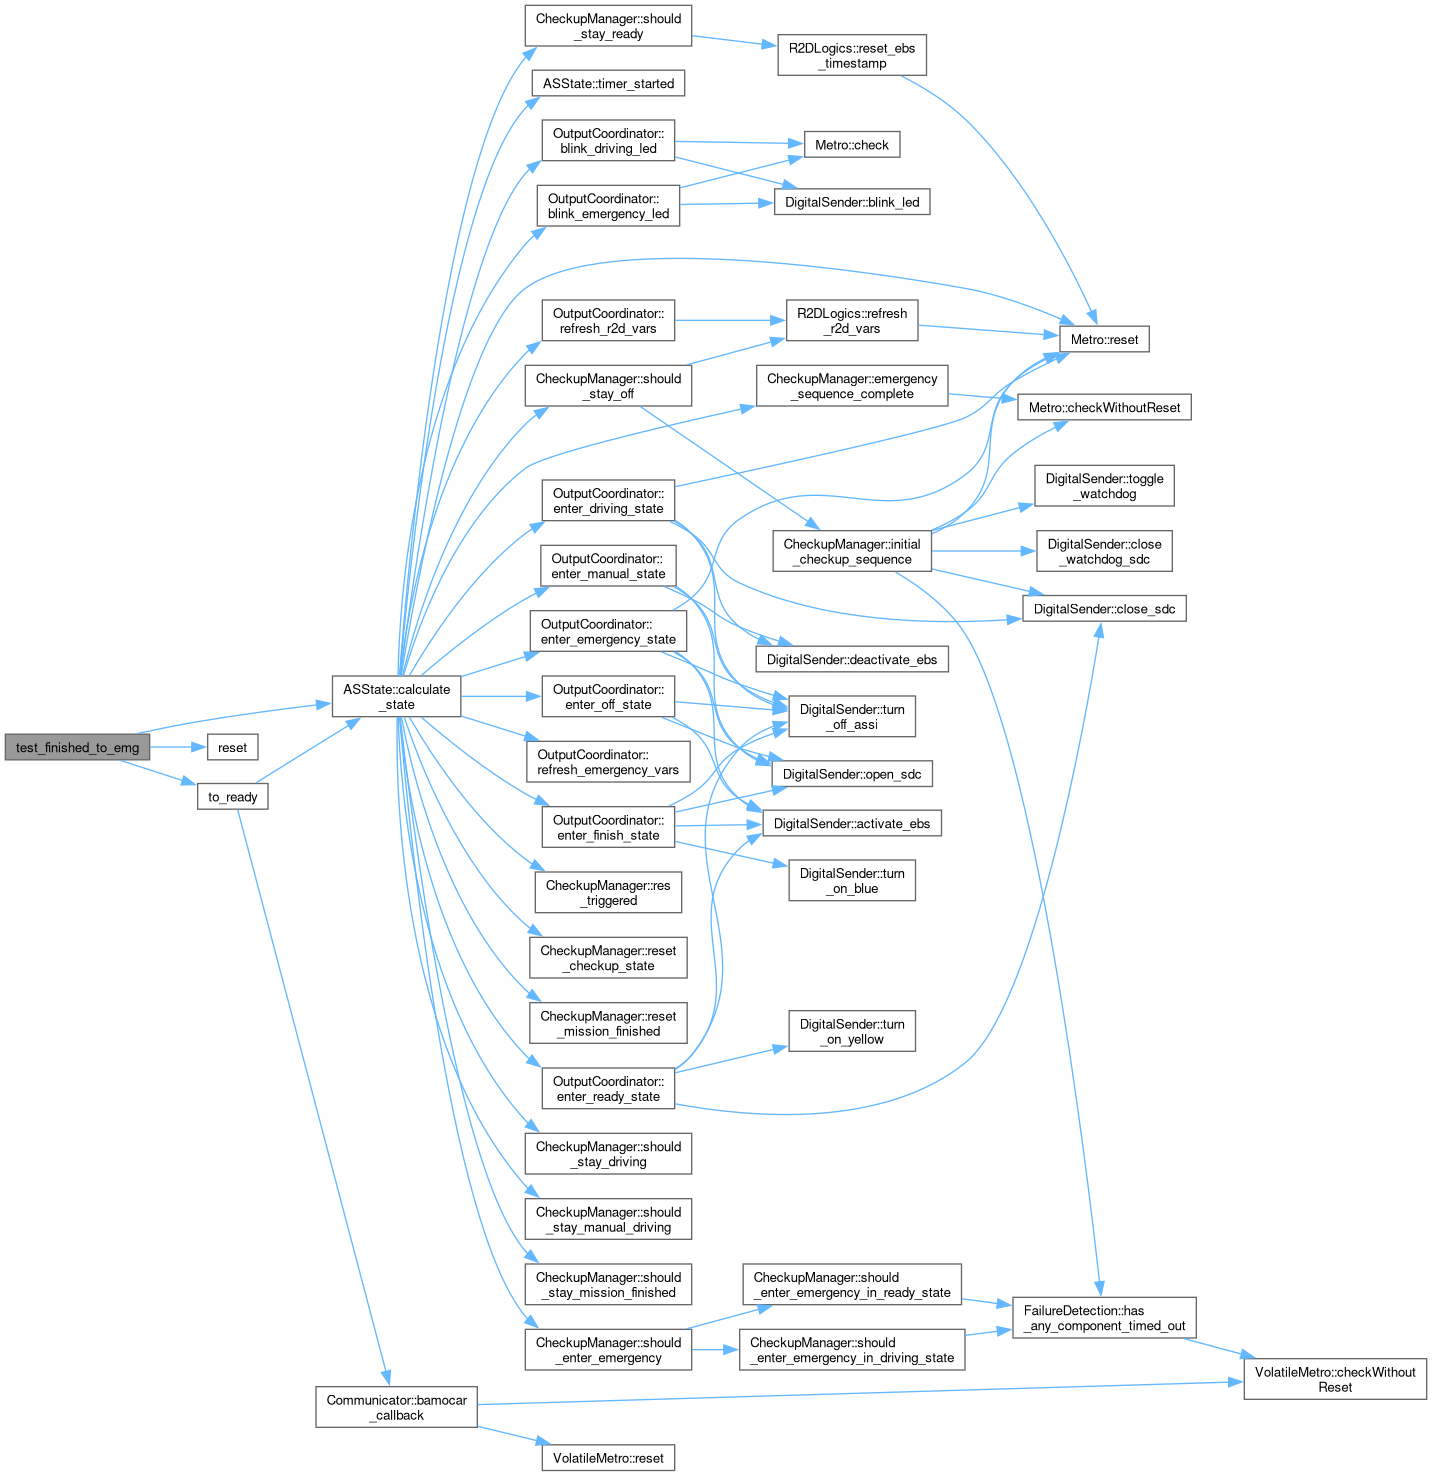 CheckupManager::should
_stay_ready
R2DLogics::reset_ebs
_timestamp
ASState::timer_started
OutputCoordinator::
blink_driving_led
Metro::check
OutputCoordinator::
blink_emergency_led
DigitalSender::blink_led
OutputCoordinator::
refresh_r2d_vars
R2DLogics::refresh
_r2d_vars
Metro::reset
CheckupManager::should
_stay_off
CheckupManager::emergency
_sequence_complete
Metro::checkWithoutReset
OutputCoordinator::
enter_driving_state
DigitalSender::toggle
_watchdog
CheckupManager::initial
_checkup_sequence
DigitalSender::close
_watchdog_sdc
OutputCoordinator::
enter_manual_state
DigitalSender::close_sdc
OutputCoordinator::
enter_emergency_state
DigitalSender::deactivate_ebs
ASState::calculate
_state
OutputCoordinator::
enter_off_state
DigitalSender::turn
_off_assi
test_finished_to_emg
reset
OutputCoordinator::
refresh_emergency_vars
DigitalSender::open_sdc
to_ready
OutputCoordinator::
enter_finish_state
DigitalSender::activate_ebs
DigitalSender::turn
_on_blue
CheckupManager::res
_triggered
CheckupManager::reset
_checkup_state
CheckupManager::reset
_mission_finished
DigitalSender::turn
_on_yellow
OutputCoordinator::
enter_ready_state
CheckupManager::should
_stay_driving
CheckupManager::should
_stay_manual_driving
CheckupManager::should
_stay_mission_finished
CheckupManager::should
_enter_emergency_in_ready_state
FailureDetection::has
_any_component_timed_out
CheckupManager::should
_enter_emergency
CheckupManager::should
_enter_emergency_in_driving_state
VolatileMetro::checkWithout
Reset
Communicator::bamocar
_callback
VolatileMetro::reset